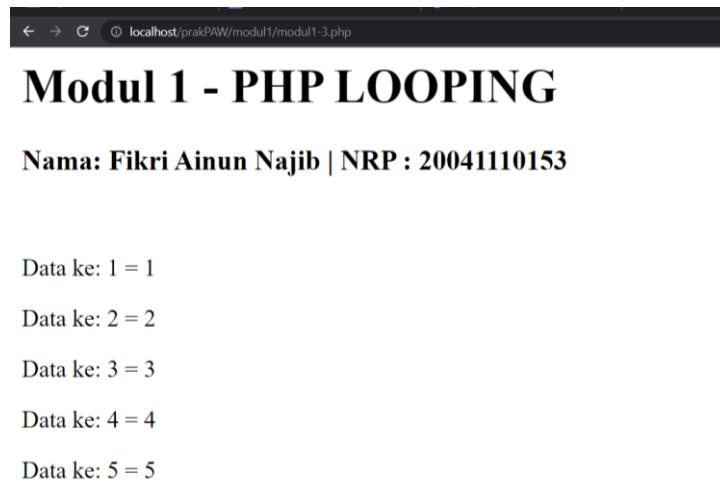 localhost/prakPAW/modul1/modul1-3.php
Modul 1 - PHP LOOPING
Nama: Fikri Ainun Najib | NRP : 20041110153
Data ke: 1 = 1
Data ke: 2 = 2
Data ke: 3 = 3
Data ke: 4 = 4
Data ke: 5 = 5